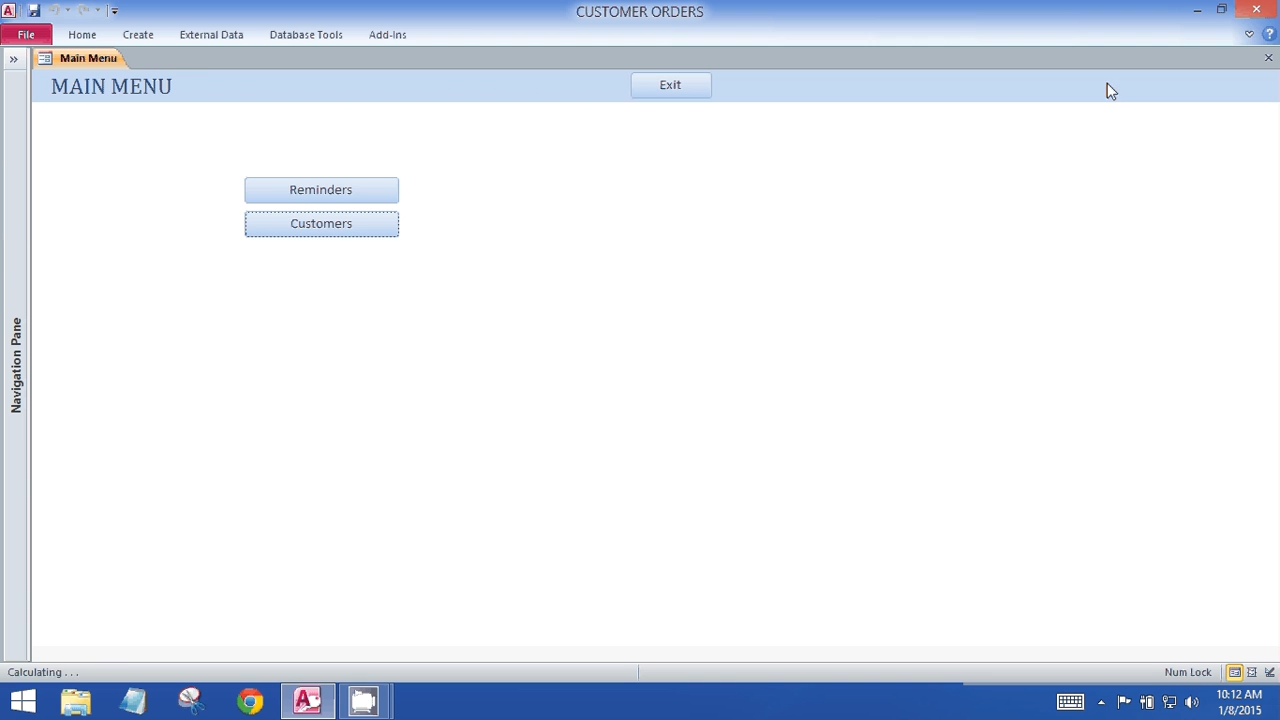 CUSTOMER ORDERS
File Home Create External Data Database Tools Add-Ins
Main Menu
MAIN MENU Exit
Reminders
Customers
Navigation Pane
Calculating . . . Num Lock
10:12 AM
1/8/2015